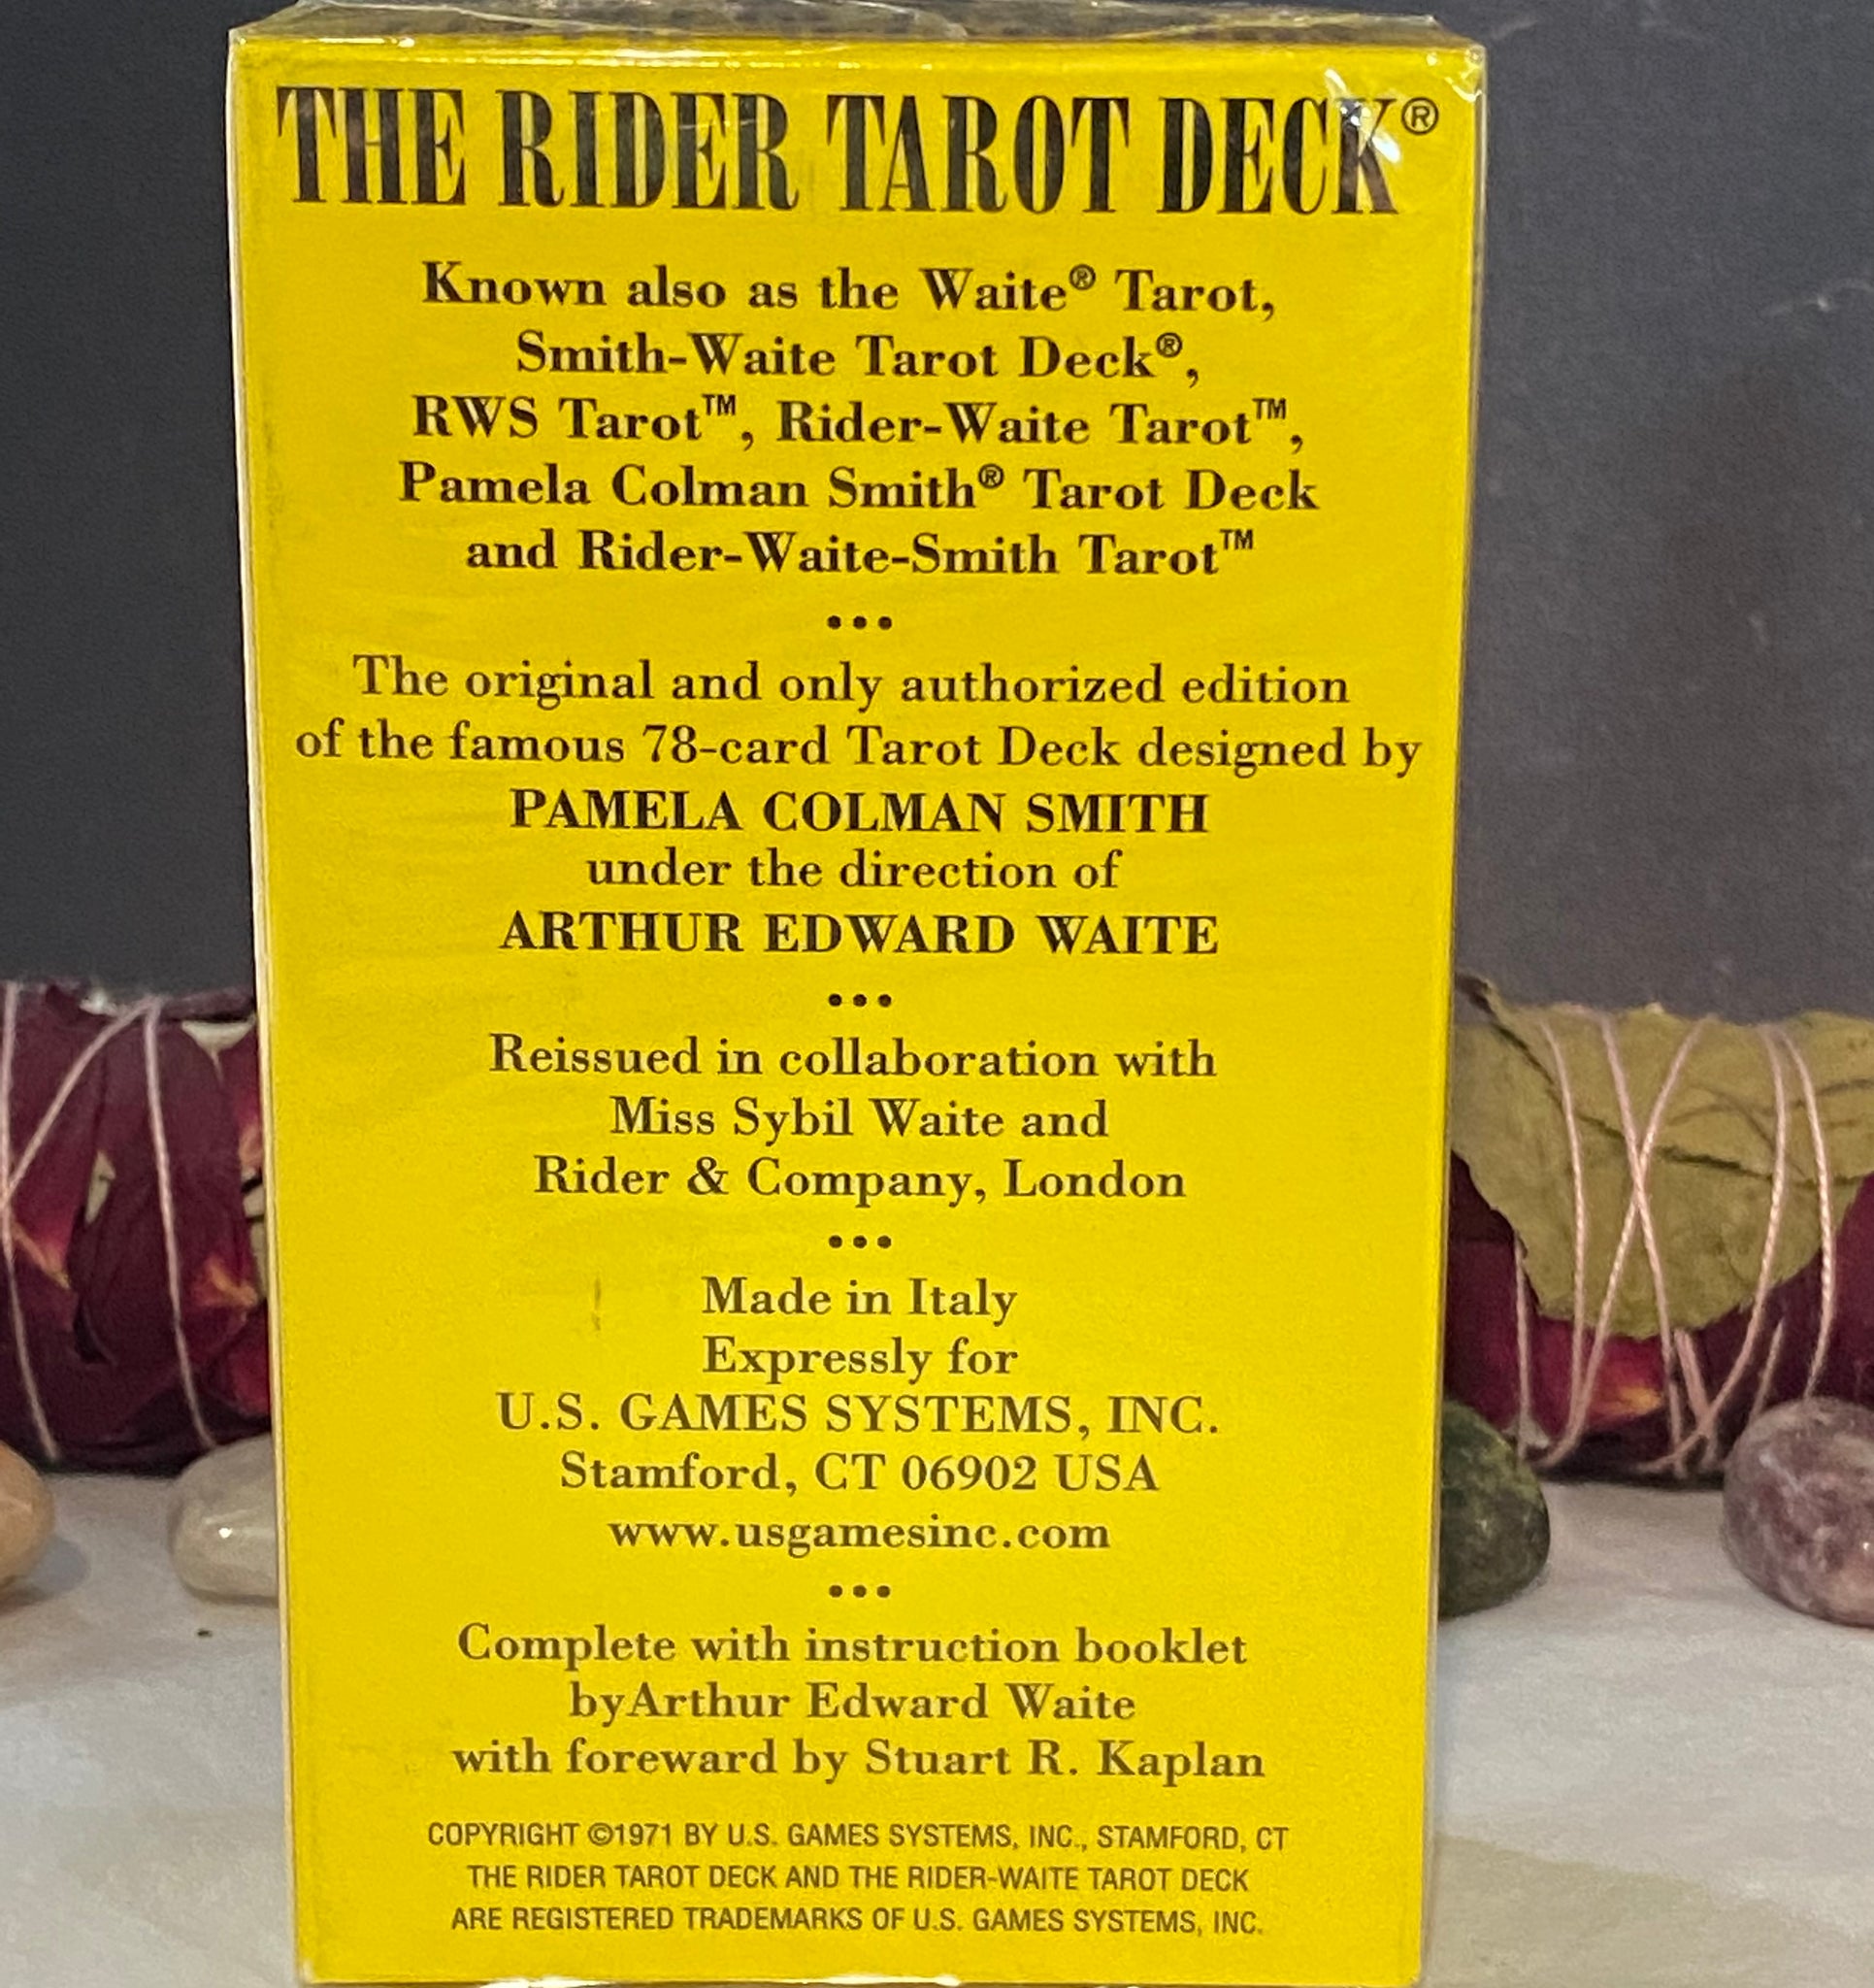 THE RIDER TAROT DECK®
Known also as the Waite® Tarot,
Smith-Waite Tarot Deck®,
RWS Tarot™, Rider-Waite Tarot™,
Pamela Colman Smith® Tarot Deck
and Rider-Waite-Smith Tarot™
•••
The original and only authorized edition
of the famous 78-card Tarot Deck designed by
PAMELA COLMAN SMITH
under the direction of
ARTHUR EDWARD WAITE
•••
Reissued in collaboration with
Miss Sybil Waite and
Rider & Company, London
•••
Made in Italy
Expressly for
U.S. GAMES SYSTEMS, INC.
Stamford, CT 06902 USA
www.usgamesinc.com
•••
Complete with instruction booklet
byArthur Edward Waite
with foreward by Stuart R. Kaplan
COPYRIGHT ©1971 BY U.S. GAMES SYSTEMS, INC., STAMFORD, CT
THE RIDER TAROT DECK AND THE RIDER-WAITE TAROT DECK
ARE REGISTERED TRADEMARKS OF U.S. GAMES SYSTEMS, INC.